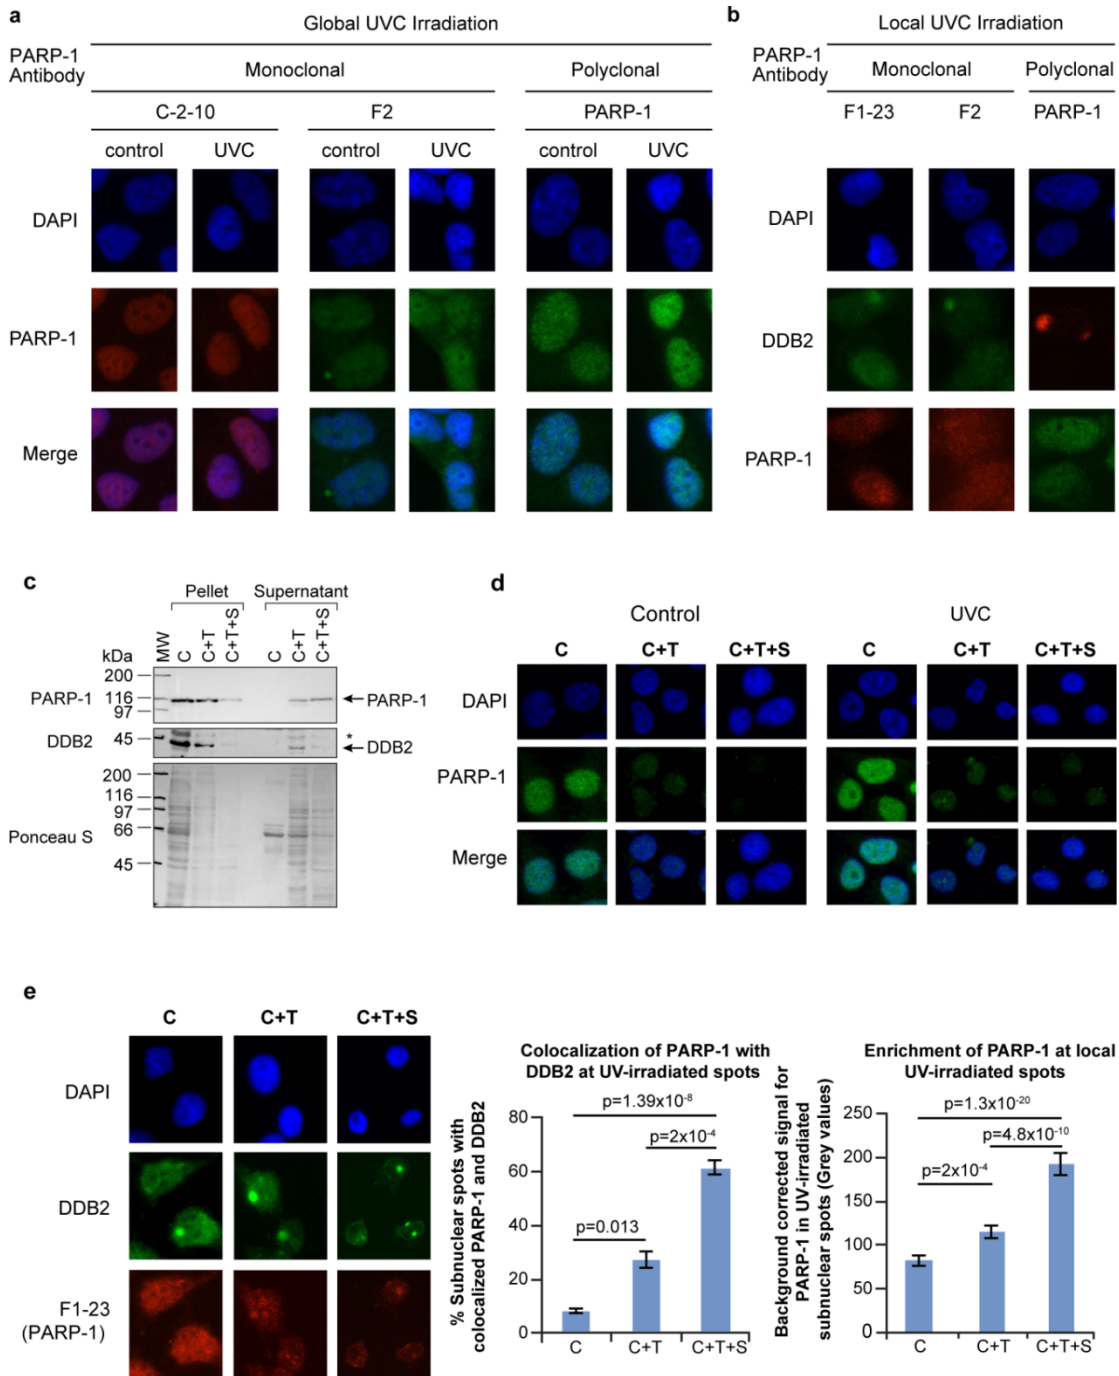 a
Global UVC Irradiation
PARP-1
Antibody
Monoclonal
Polyclonal
C-2-10
F2
PARP-1
control
UVC
control
UVC
control
UVC
DAPI
PARP-1
Merge
b
Local UVC Irradiation
PARP-1
Antibody
Monoclonal
Polyclonal
F1-23
F2
PARP-1
DAPI
DDB2
PARP-1
c
Pellet
Supernatant
kDa
MW
C
C+T
C+T+S
C
C+T
C+T+S
200
PARP-1
116
97
PARP-1
DDB2
45
*
DDB2
200
116
97
66
Ponceau S
45
d
Control
UVC
C
C+T
C+T+S
C
C+T
C+T+S
DAPI
PARP-1
Merge
e
C
C+T
C+T+S
DAPI
DDB2
F1-23
(PARP-1)
Colocalization of PARP-1 with
DDB2 at UV-irradiated spots
% Subnuclear spots with
colocalized PARP-1 and DDB2
80
60
40
20
0
p=1.39x10⁻⁸
p=2x10⁻⁴
p=0.013
C
C+T
C+T+S
Enrichment of PARP-1 at local
UV-irradiated spots
Background corrected signal for
PARP-1 in UV-irradiated
subnuclear spots (Grey values)
250
200
150
100
50
0
p=1.3x10⁻²⁰
p=4.8x10⁻¹⁰
p=2x10⁻⁴
C
C+T
C+T+S